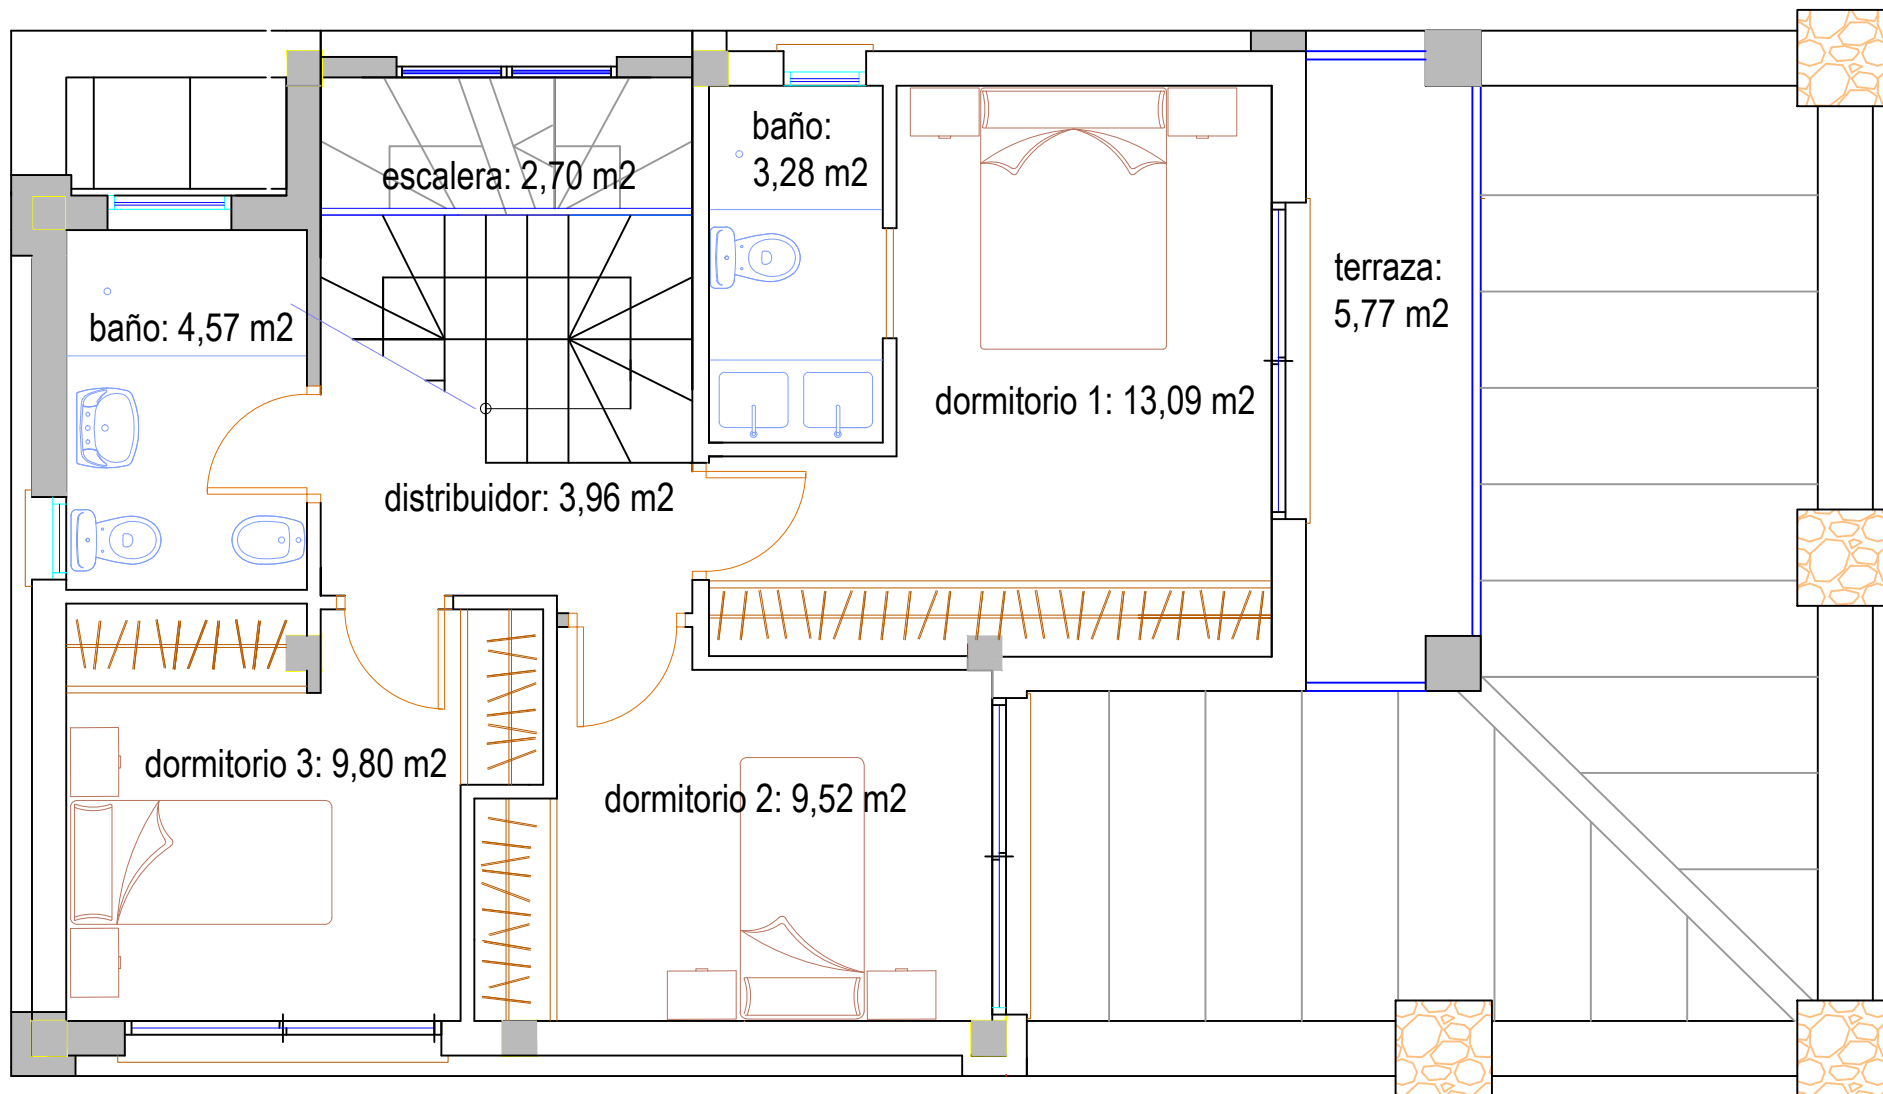 baño:
3,28 m2
escalera: 2,70 m2
terraza:
5,77 m2
baño: 4,57 m2
dormitorio 1: 13,09 m2
distribuidor: 3,96 m2
dormitorio 3: 9,80 m2
dormitorio 2: 9,52 m2